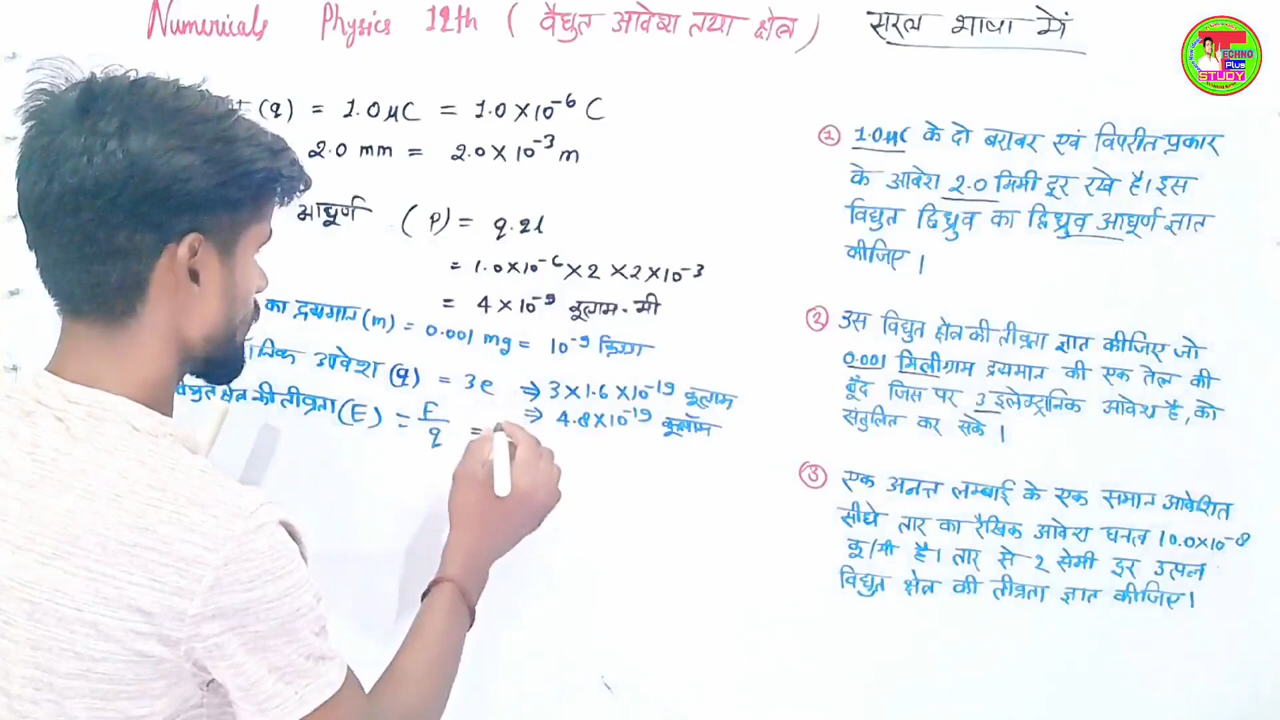 Numericals Physics 12th ( वैद्युत आवेश तथा क्षेत्र ) सरल भाषा में
TECHNO
Plus
STUDY
(q) = 1.0 μC = 1.0 × 10⁻⁶ C
2.0 mm = 2.0 × 10⁻³ m
आघूर्ण (P) = q.2l
= 1.0×10⁻⁶ × 2 × 2×10⁻³
= 4 × 10⁻⁹ कूलाम-मी
का द्रव्यमान (m) = 0.001 mg = 10⁻⁹ किग्रा
आवेश (q) = 3e ⇒ 3 × 1.6 × 10⁻¹⁹ कूलाम
⇒ 4.8 × 10⁻¹⁹ कूलॉम
विद्युत क्षेत्र की तीव्रता (E) = F/q =
① 1.0 μC के दो बराबर एवं विपरीत प्रकार
के आवेश 2.0 मिमी दूर रखे है। इस
विद्युत द्विध्रुव का द्विध्रुव आघूर्ण ज्ञात
कीजिए।
② उस विद्युत क्षेत्र की तीव्रता ज्ञात कीजिए जो
0.001 मिलीग्राम द्रव्यमान की एक तेल की
बूँद जिस पर 3 इलेक्ट्रानिक आवेश है, को
संतुलित कर सके।
③ एक अनन्त लम्बाई के एक समान आवेशित
सीधे तार का रैखिक आवेश घनत्व 10.0×10⁻⁸
कू/मी है। तार से 2 सेमी दूर उत्पन्न
विद्युत क्षेत्र की तीव्रता ज्ञात कीजिए।